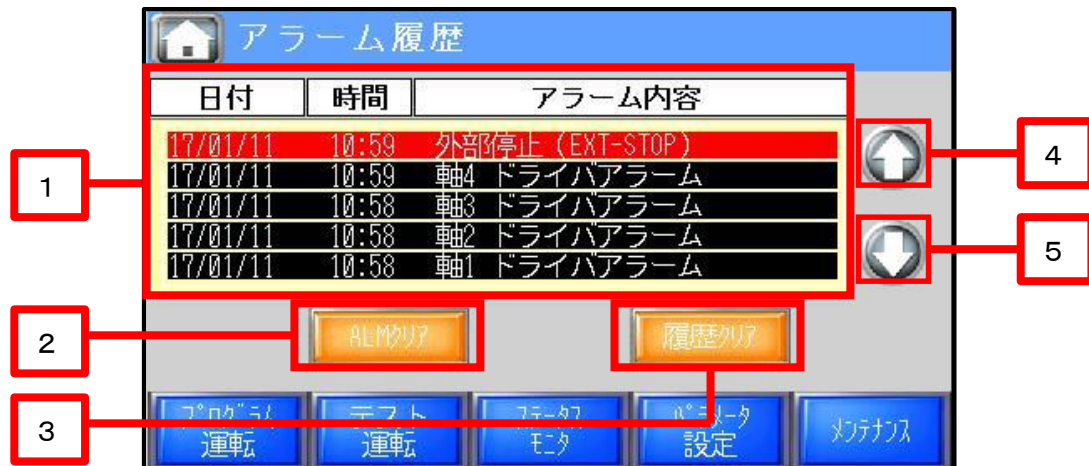 アラーム履歴
日付 時間 アラーム内容
17/01/11 10:59 外部停止（EXT-STOP）
17/01/11 10:59 軸4 ドライバアラーム
17/01/11 10:58 軸3 ドライバアラーム
17/01/11 10:58 軸2 ドライバアラーム
17/01/11 10:58 軸1 ドライバアラーム
1
4
5
2
ALMｸﾘｱ 履歴ｸﾘｱ
3
ﾌﾟﾛｸﾞﾗﾑ
運転
テスト
運転
ｽﾃｰﾀｽ
ﾓﾆﾀ
ﾊﾟﾗﾒｰﾀ
設定
ﾒﾝﾃﾅﾝｽ